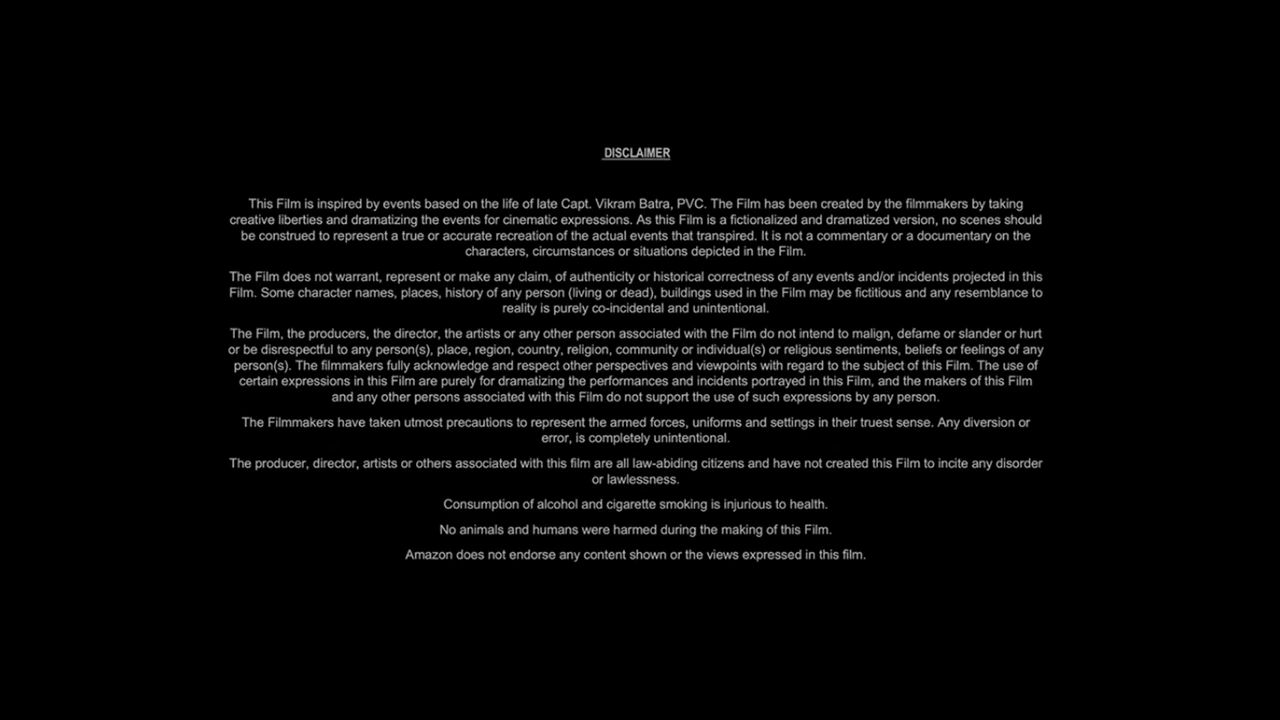 DISCLAIMER
This Film is inspired by events based on the life of late Capt. Vikram Batra, PVC. The Film has been created by the filmmakers by taking
creative liberties and dramatizing the events for cinematic expressions. As this Film is a fictionalized and dramatized version, no scenes should
be construed to represent a true or accurate recreation of the actual events that transpired. It is not a commentary or a documentary on the
characters, circumstances or situations depicted in the Film.
The Film does not warrant, represent or make any claim, of authenticity or historical correctness of any events and/or incidents projected in this
Film. Some character names, places, history of any person (living or dead), buildings used in the Film may be fictitious and any resemblance to
reality is purely co-incidental and unintentional.
The Film, the producers, the director, the artists or any other person associated with the Film do not intend to malign, defame or slander or hurt
or be disrespectful to any person(s), place, region, country, religion, community or individual(s) or religious sentiments, beliefs or feelings of any
person(s). The filmmakers fully acknowledge and respect other perspectives and viewpoints with regard to the subject of this Film. The use of
certain expressions in this Film are purely for dramatizing the performances and incidents portrayed in this Film, and the makers of this Film
and any other persons associated with this Film do not support the use of such expressions by any person.
The Filmmakers have taken utmost precautions to represent the armed forces, uniforms and settings in their truest sense. Any diversion or
error, is completely unintentional.
The producer, director, artists or others associated with this film are all law-abiding citizens and have not created this Film to incite any disorder
or lawlessness.
Consumption of alcohol and cigarette smoking is injurious to health.
No animals and humans were harmed during the making of this Film.
Amazon does not endorse any content shown or the views expressed in this film.